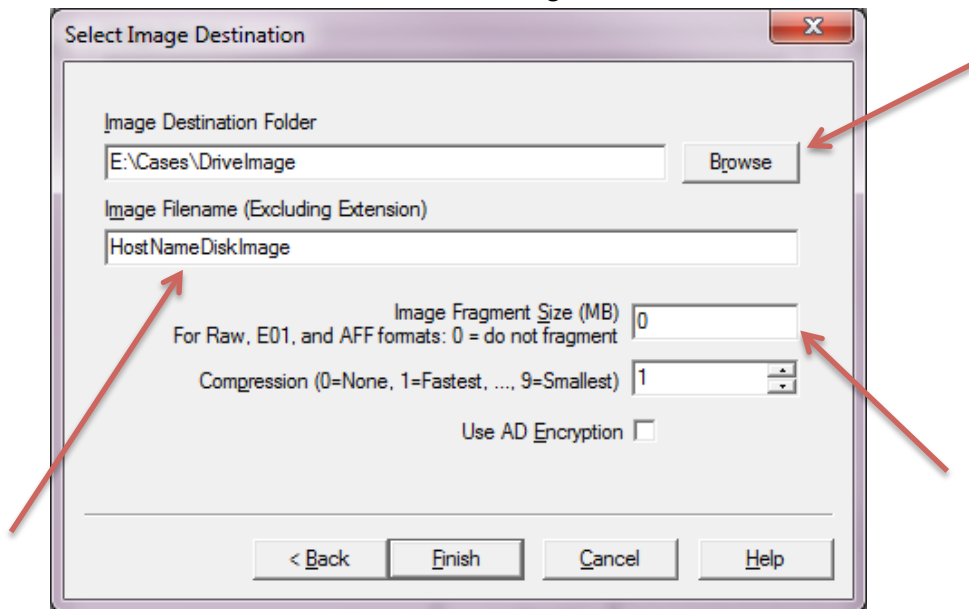 Select Image Destination
Image Destination Folder
E:\Cases\DriveImage
Browse
Image Filename (Excluding Extension)
HostNameDiskImage
Image Fragment Size (MB)
For Raw, E01, and AFF formats: 0 = do not fragment
0
Compression (0=None, 1=Fastest, ..., 9=Smallest)
1
Use AD Encryption
< Back
Finish
Cancel
Help